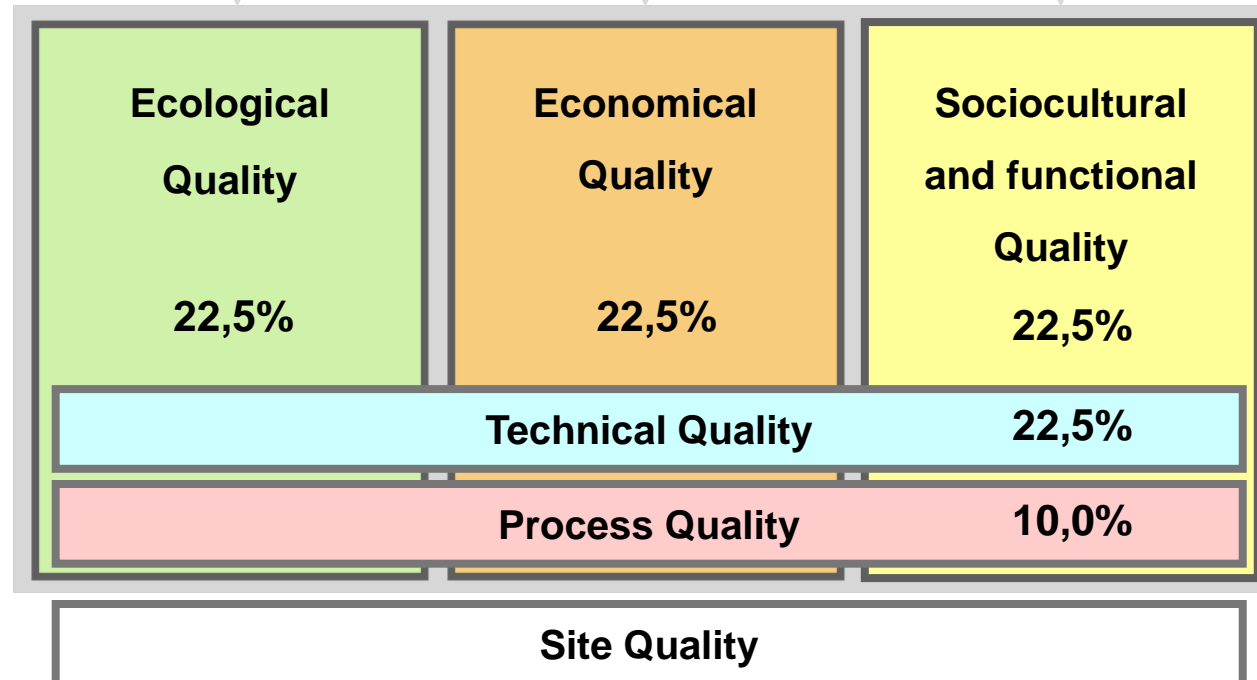 Ecological
Quality
22,5%
Economical
Quality
22,5%
Sociocultural
and functional
Quality
22,5%
Technical Quality 22,5%
Process Quality 10,0%
Site Quality